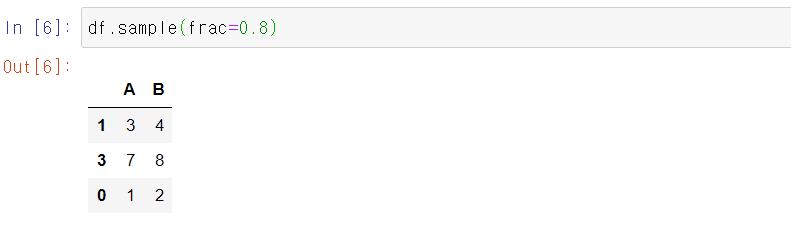 In [6]: df.sample(frac=0.8)
Out[6]:
A B
1 3 4
3 7 8
0 1 2